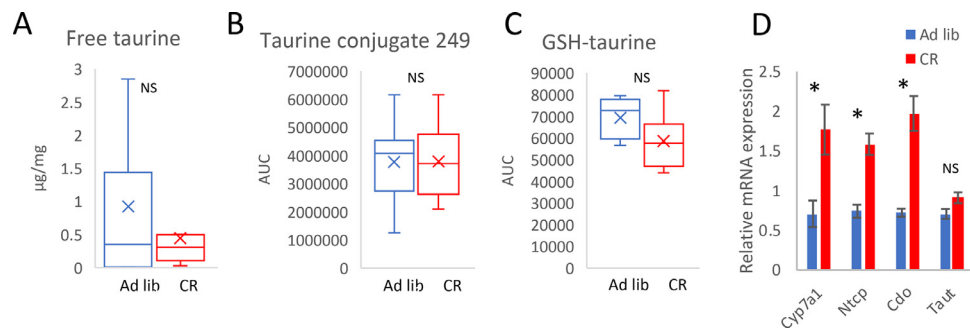 A
Free taurine
µg/mg
3
2.5
2
1.5
1
0.5
0
NS
Ad lib CR
B
Taurine conjugate 249
AUC
7000000
6000000
5000000
4000000
3000000
2000000
1000000
0
NS
Ad lib CR
C
GSH-taurine
AUC
90000
80000
70000
60000
50000
40000
30000
20000
10000
0
NS
Ad lib CR
D
Ad lib
CR
Relative mRNA expression
2.5
2
1.5
1
0.5
0
* * * NS
Cyp7a1 Ntcp Cdo Taut